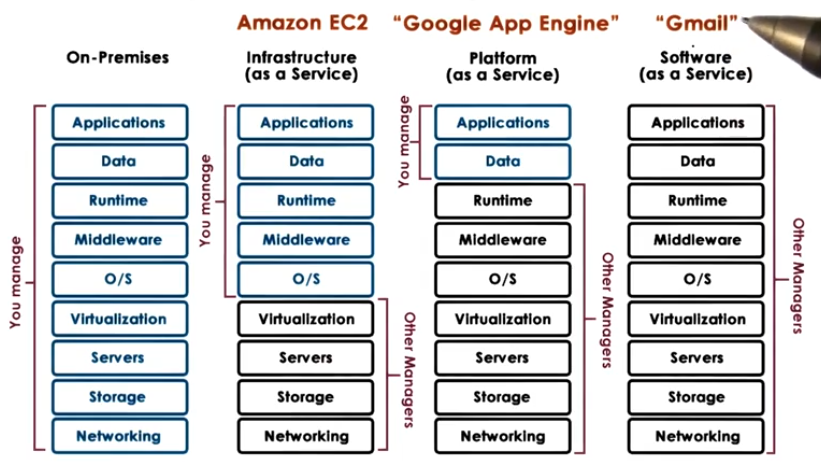 Amazon EC2
“Google App Engine”
“Gmail”
On-Premises
Infrastructure
(as a Service)
Platform
(as a Service)
Software
(as a Service)
You manage
Applications
Data
Runtime
Middleware
O/S
Virtualization
Servers
Storage
Networking
You manage
Applications
Data
Runtime
Middleware
O/S
Virtualization
Servers
Storage
Networking
Other Managers
You manage
Applications
Data
Runtime
Middleware
O/S
Virtualization
Servers
Storage
Networking
Other Managers
Applications
Data
Runtime
Middleware
O/S
Virtualization
Servers
Storage
Networking
Other Managers